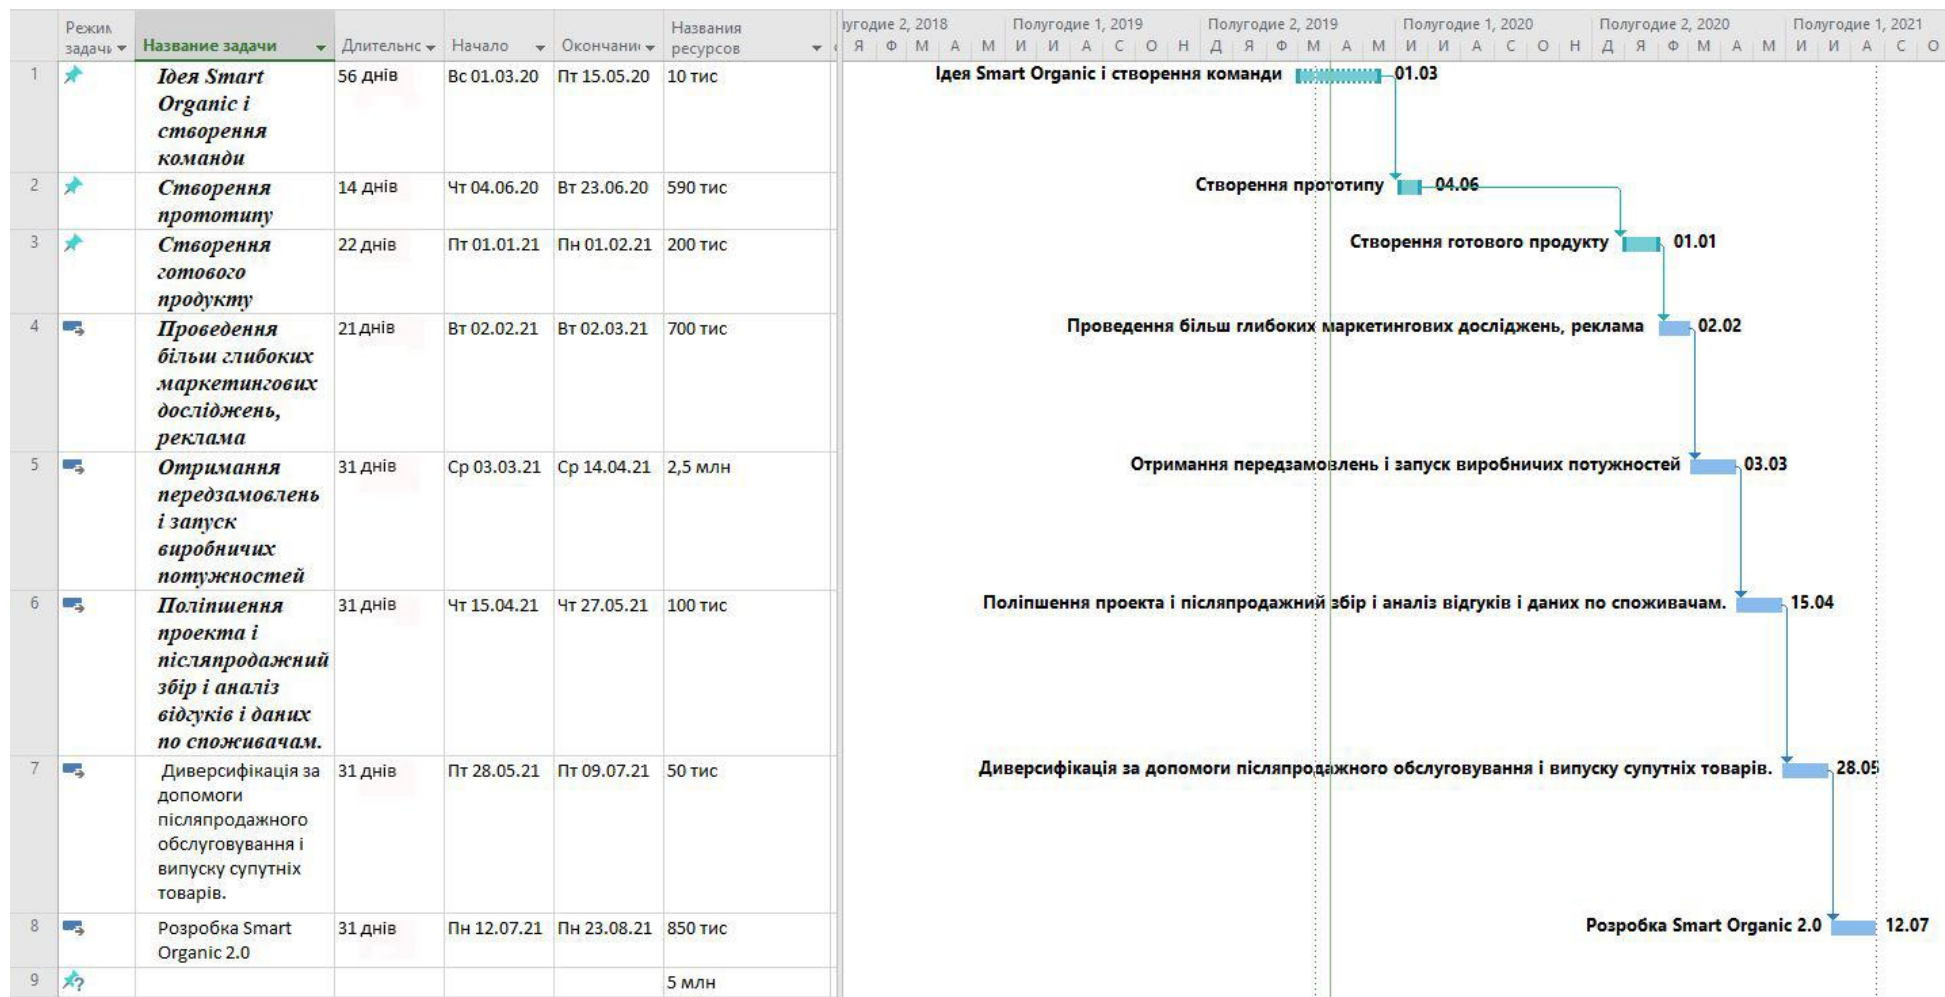 Режим задачи Название задачи Длительнс Начало Окончани Названия ресурсов
1 Ідея Smart Organic і створення команди 56 днів Вс 01.03.20 Пт 15.05.20 10 тис
2 Створення прототипу 14 днів Чт 04.06.20 Вт 23.06.20 590 тис
3 Створення готового продукту 22 днів Пт 01.01.21 Пн 01.02.21 200 тис
4 Проведення більш глибоких маркетингових досліджень, реклама 21 днів Вт 02.02.21 Вт 02.03.21 700 тис
5 Отримання передзамовлень і запуск виробничих потужностей 31 днів Ср 03.03.21 Ср 14.04.21 2,5 млн
6 Поліпшення проекта і післяпродажний збір і аналіз відгуків і даних по споживачам. 31 днів Чт 15.04.21 Чт 27.05.21 100 тис
7 Диверсифікація за допомоги післяпродажного обслуговування і випуску супутніх товарів. 31 днів Пт 28.05.21 Пт 09.07.21 50 тис
8 Розробка Smart Organic 2.0 31 днів Пн 12.07.21 Пн 23.08.21 850 тис
9 5 млн
угодие 2, 2018 Полугодие 1, 2019 Полугодие 2, 2019 Полугодие 1, 2020 Полугодие 2, 2020 Полугодие 1, 2021
Я Ф М А М И И А С О Н Д Я Ф М А М И И А С О Н Д Я Ф М А М И И А С О
Ідея Smart Organic і створення команди 01.03
Створення прототипу 04.06
Створення готового продукту 01.01
Проведення більш глибоких маркетингових досліджень, реклама 02.02
Отримання передзамовлень і запуск виробничих потужностей 03.03
Поліпшення проекта і післяпродажний збір і аналіз відгуків і даних по споживачам. 15.04
Диверсифікація за допомоги післяпродажного обслуговування і випуску супутніх товарів. 28.05
Розробка Smart Organic 2.0 12.07